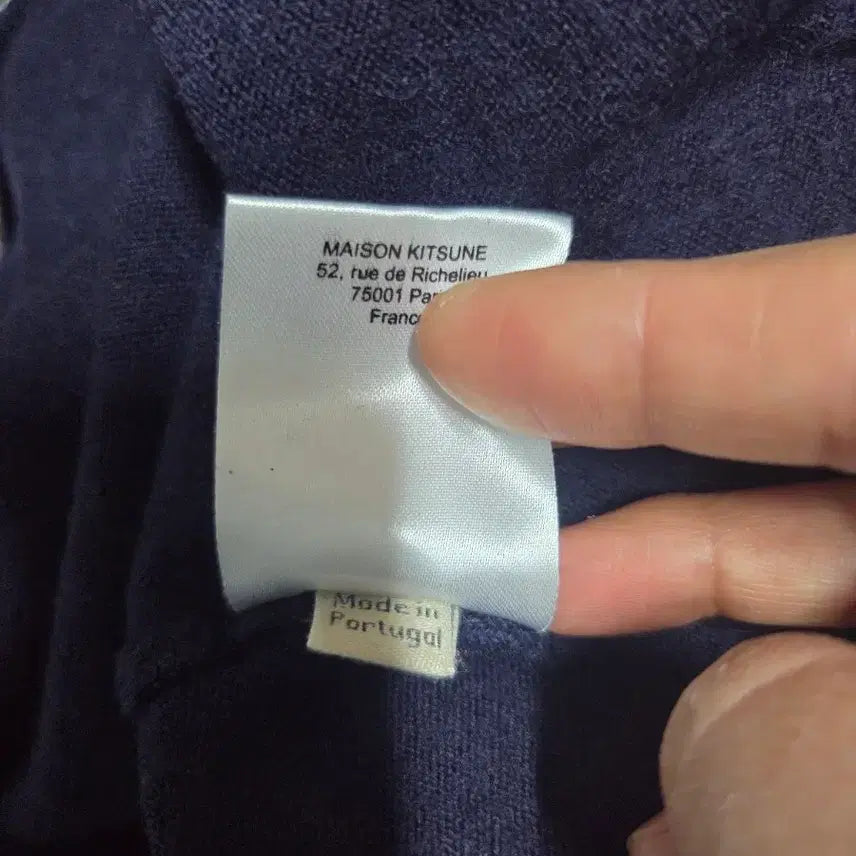 MAISON KITSUNE
52, rue de Richelieu
75001
Made in
Portugal